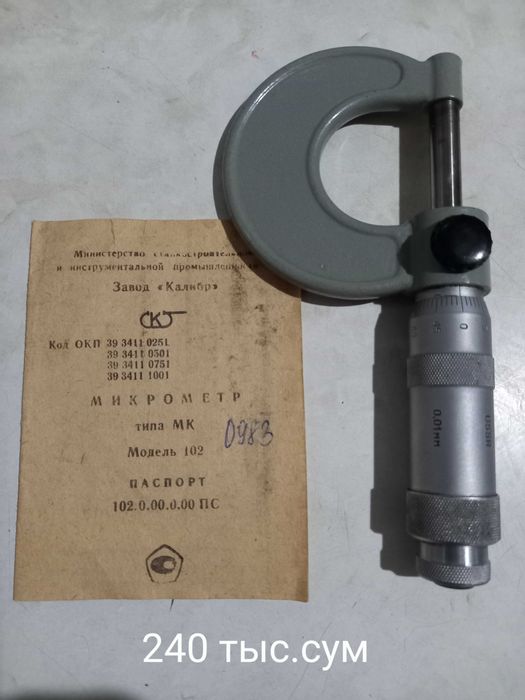 Министерство станкостроительной
и инструментальной промышленности
Завод «Калибр»
Код ОКП 39 3411 0251
39 3411 0501
39 3411 0751
39 3411 1001
МИКРОМЕТР
типа МК
0983
Модель 102
ПАСПОРТ
102.0.00.0.00 ПС
0
USSR
0,01мм
240 тыс.сум